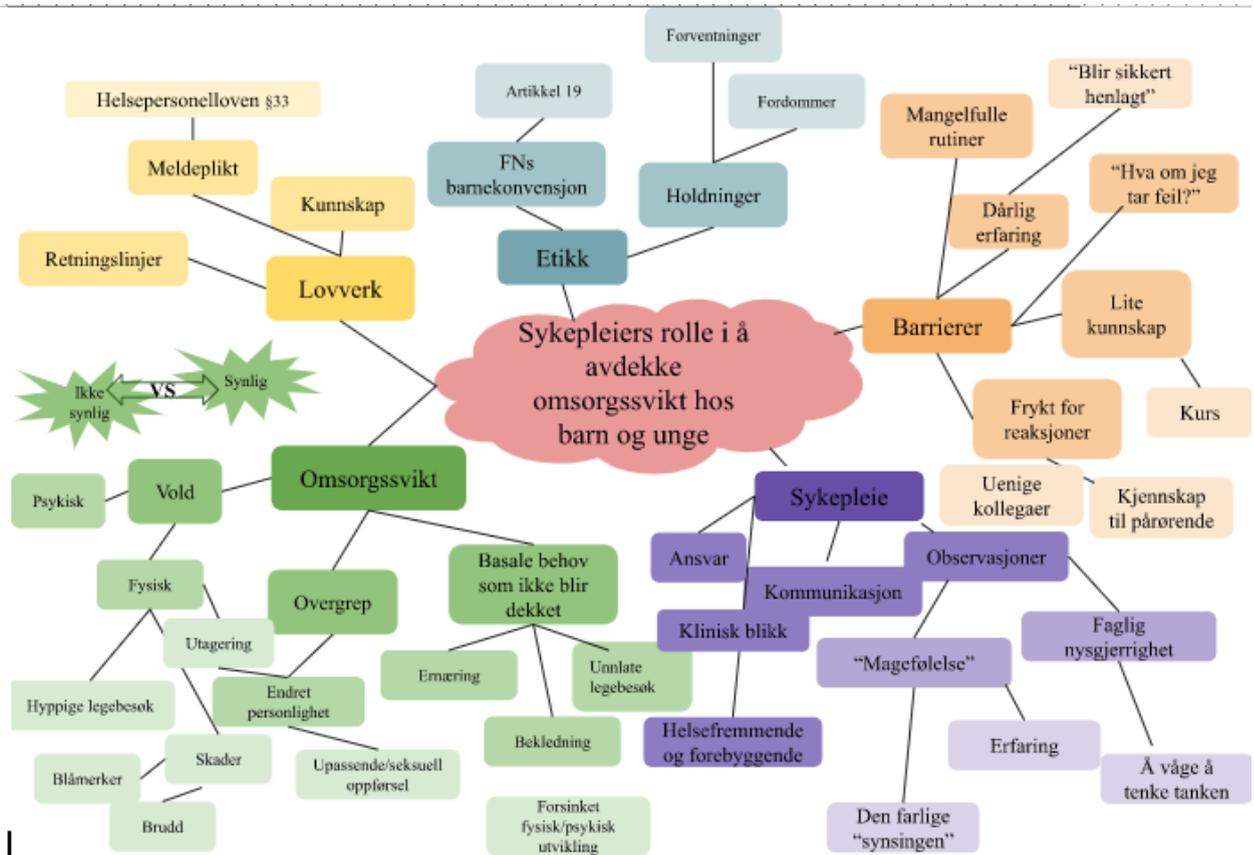 Forventninger
Artikkel 19
Fordommer
“Blir sikkert
henlagt”
Helsepersonelloven §33
Mangelfulle
rutiner
Meldeplikt
FNs
barnekonvensjon
Holdninger
“Hva om jeg
tar feil?”
Kunnskap
Dårlig
erfaring
Retningslinjer
Etikk
Lovverk
Barrierer
Lite
kunnskap
Sykepleiers rolle i å
avdekke
omsorgssvikt hos
barn og unge
Ikke
synlig
VS
Synlig
Frykt for
reaksjoner
Kurs
Psykisk
Vold
Omsorgssvikt
Sykepleie
Uenige
kollegaer
Kjennskap
til pårørende
Fysisk
Overgrep
Basale behov
som ikke blir
dekket
Ansvar
Kommunikasjon
Observasjoner
Utagering
Klinisk blikk
“Magefølelse”
Faglig
nysgjerrighet
Hyppige legebesøk
Endret
personlighet
Ernæring
Unnlate
legebesøk
Bekledning
Helsefremmende
og forebyggende
Erfaring
Å våge å
tenke tanken
Blåmerker
Skader
Upassende/seksuell
oppførsel
Brudd
Forsinket
fysisk/psykisk
utvikling
Den farlige
“synsingen”